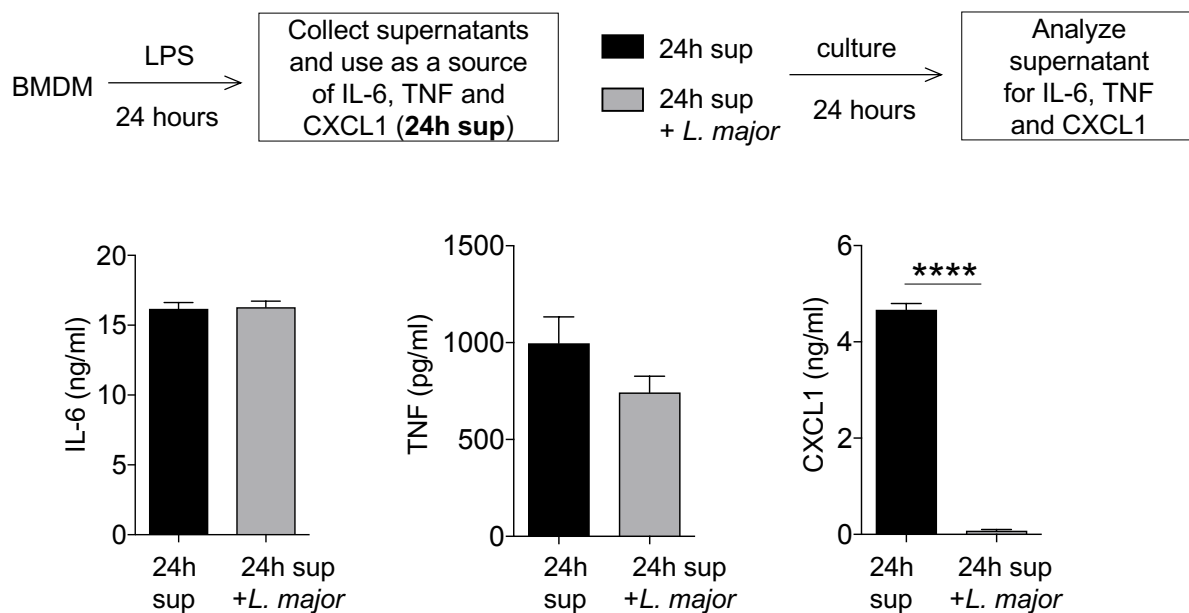 BMDM
LPS
24 hours
Collect supernatants
and use as a source
of IL-6, TNF and
CXCL1 (24h sup)
24h sup
24h sup
+ L. major
culture
24 hours
Analyze
supernatant
for IL-6, TNF
and CXCL1
IL-6 (ng/ml)
20
15
10
5
0
24h
sup
24h sup
+L. major
TNF (pg/ml)
1500
1000
500
0
24h
sup
24h sup
+L. major
CXCL1 (ng/ml)
6
4
2
0
****
24h
sup
24h sup
+L. major